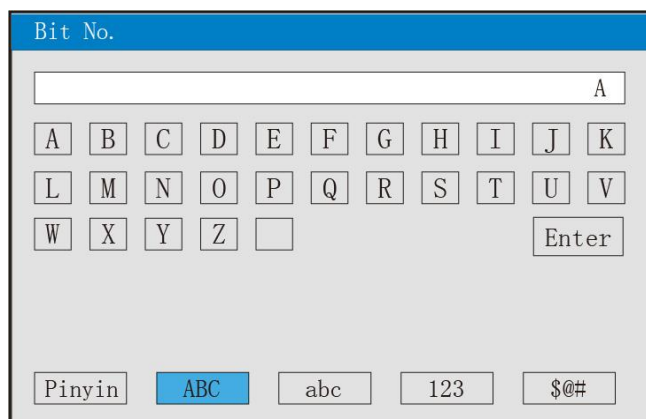 Bit No.
A
A B C D E F G H I J K
L M N O P Q R S T U V
W X Y Z Enter
Pinyin ABC abc 123 $@#